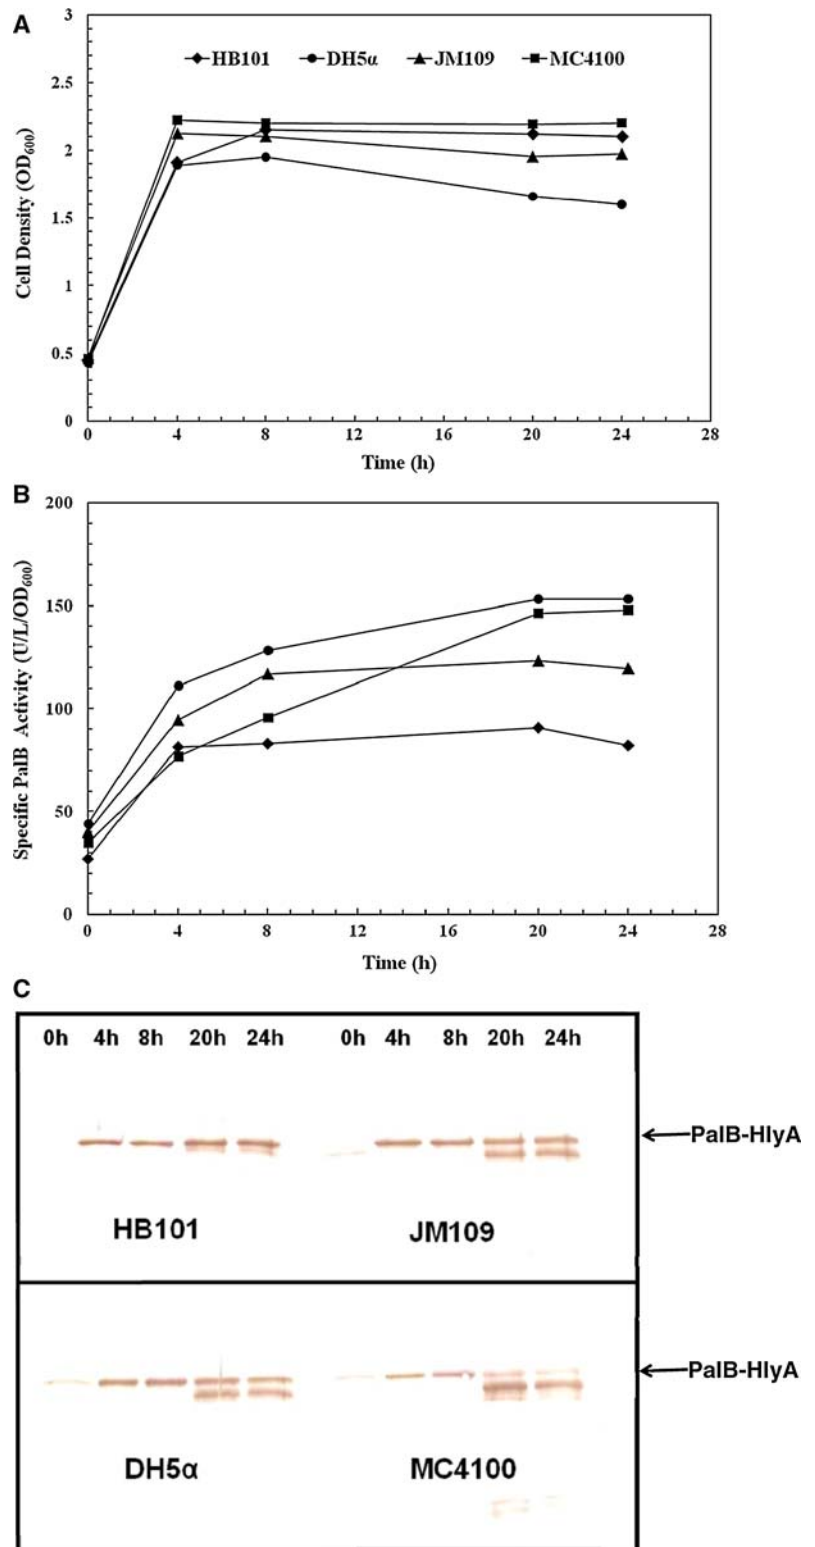 A
3
HB101 DH5α JM109 MC4100
2.5
2
1.5
1
0.5
0
Cell Density (OD600)
0 4 8 12 16 20 24 28
Time (h)
B
200
150
100
50
0
Specific PalB Activity (U/L/OD600)
0 4 8 12 16 20 24 28
Time (h)
C
0h 4h 8h 20h 24h 0h 4h 8h 20h 24h
PalB-HlyA
HB101 JM109
PalB-HlyA
DH5α MC4100